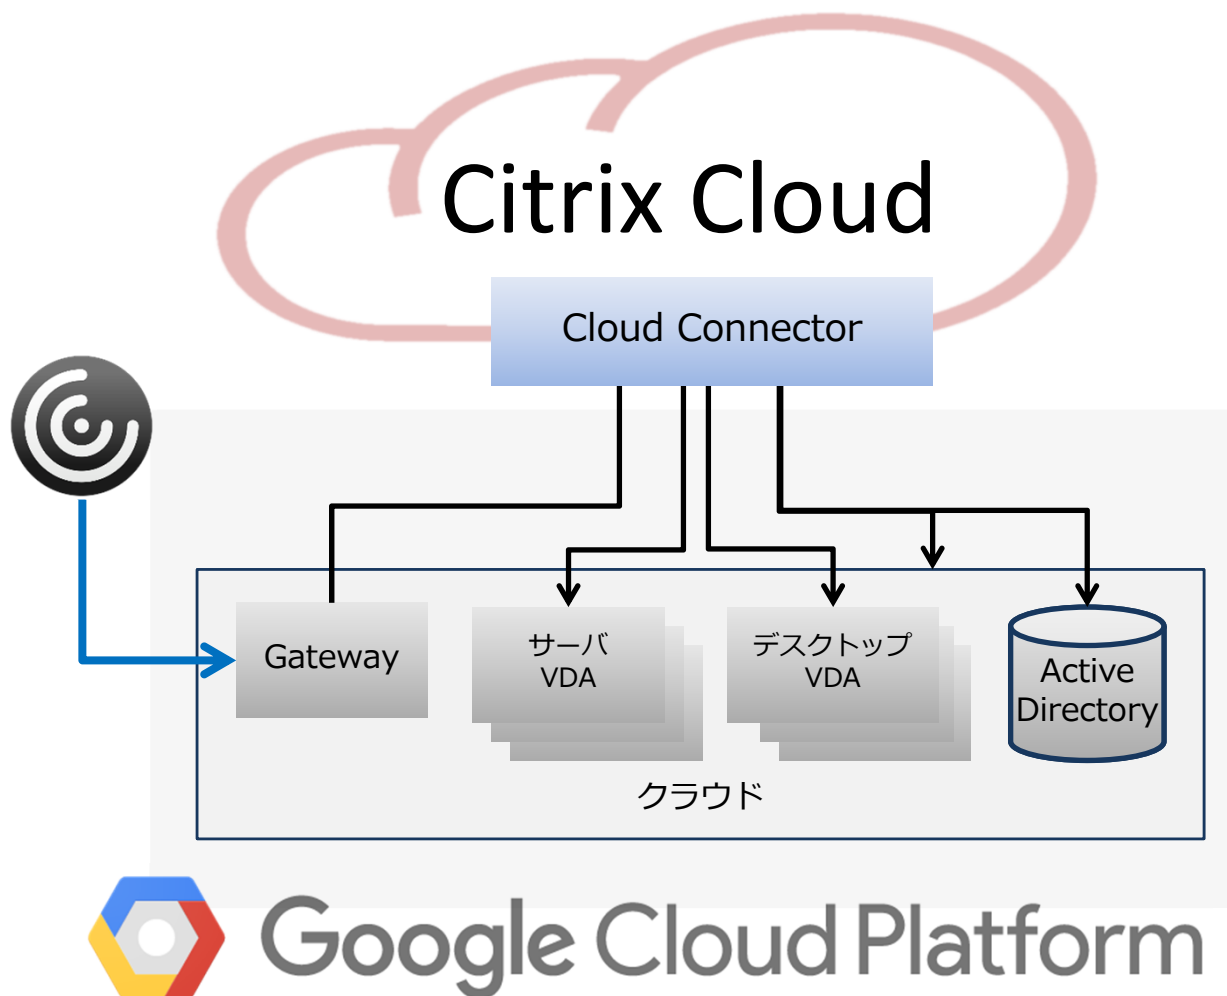 Citrix Cloud
Cloud Connector
Gateway
サーバ
VDA
デスクトップ
VDA
Active
Directory
クラウド
Google Cloud Platform